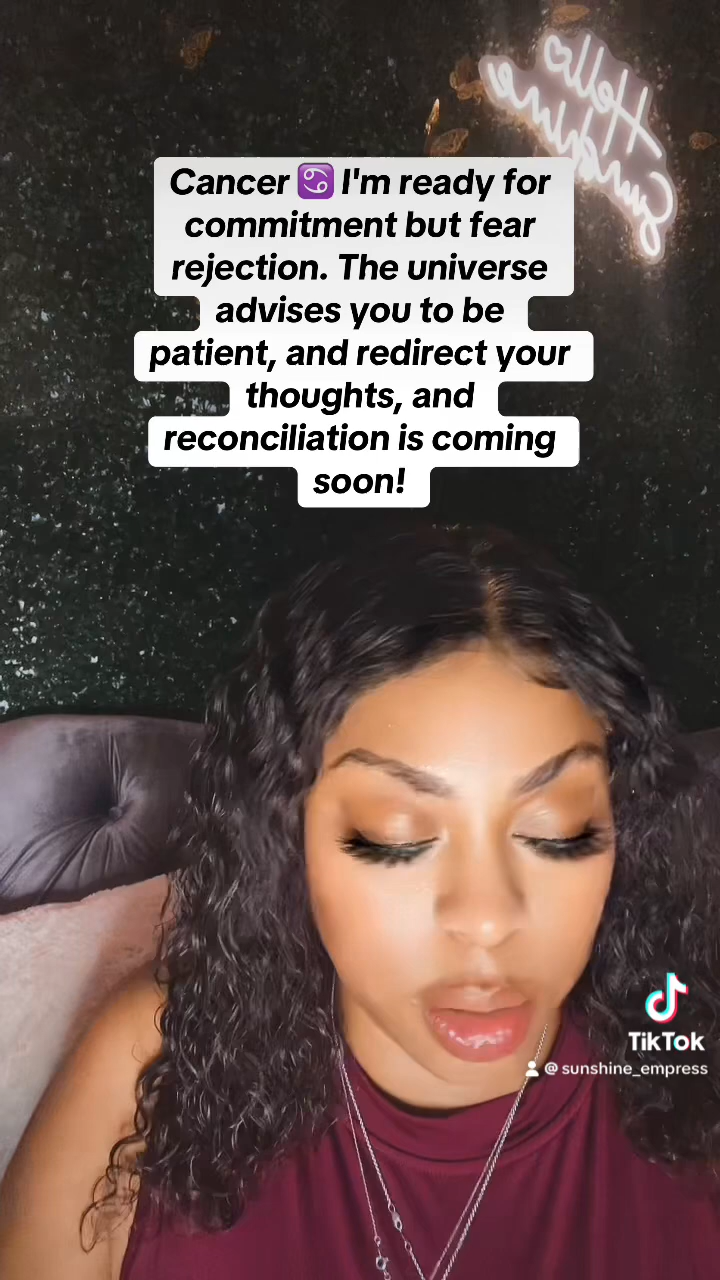 Hello
Sunshine
Cancer ♋ I'm ready for
commitment but fear
rejection. The universe
advises you to be
patient, and redirect your
thoughts, and
reconciliation is coming
soon!
TikTok
@ sunshine_empress